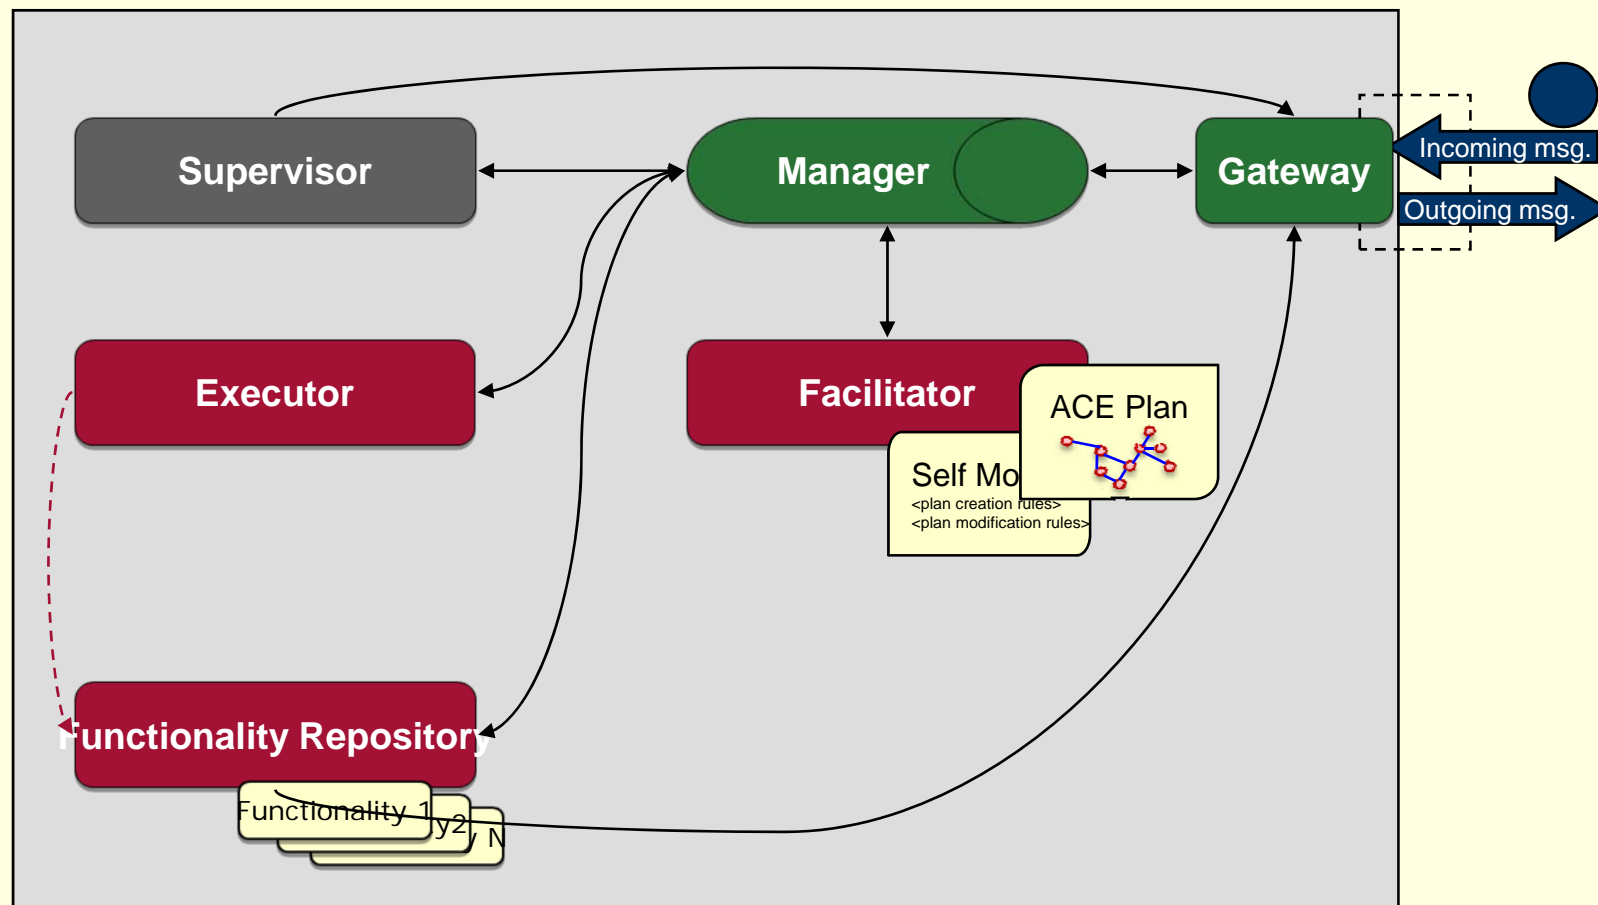 Supervisor
Manager
Gateway
Incoming msg.
Outgoing msg.
Executor
Facilitator
ACE Plan
Self Mo
<plan creation rules>
<plan modification rules>
Functionality Repository
Functionality 1
y2
y N